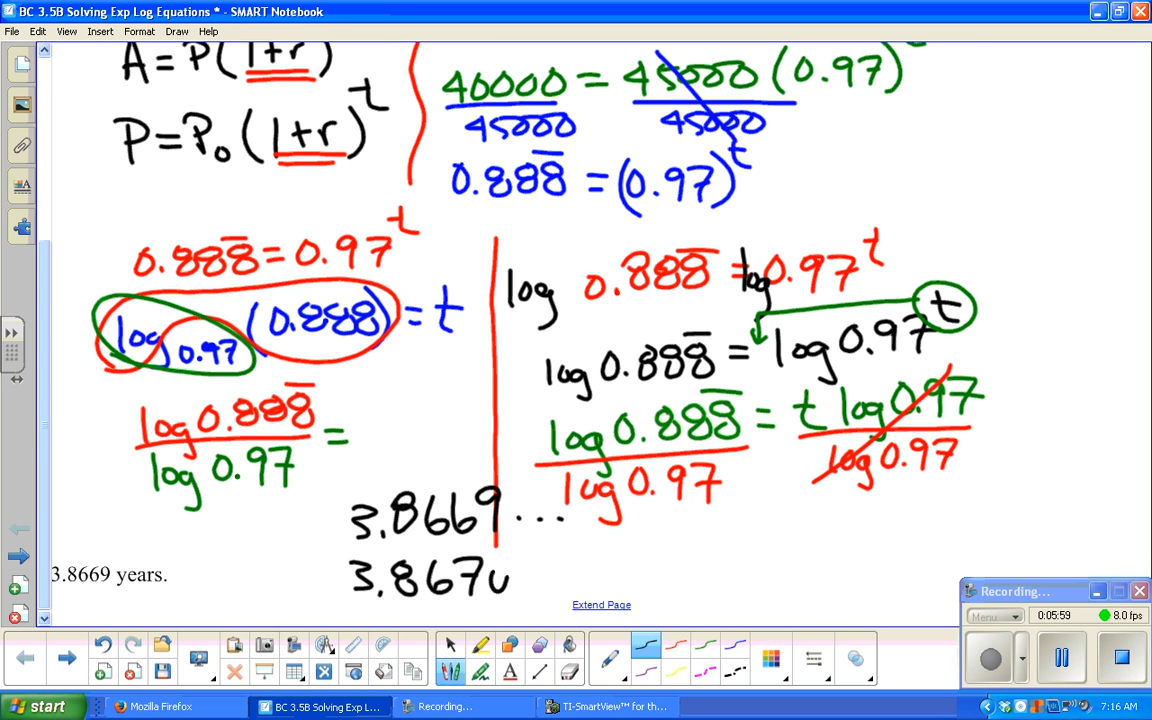 BC 3.5B Solving Exp Log Equations * - SMART Notebook
File Edit View Insert Format Draw Help
A=P(1+r)
P=P₀(1+r)^t
40000 = 45000(0.97)^t
45000 45000
0.888̅ = (0.97)^t
0.888̅ = 0.97^t
log_0.97 (0.888) = t
log 0.888̅ =
log 0.97
log 0.888̅ = log 0.97^t
log 0.888̅ = log 0.97^t
log 0.888̅ = t log 0.97
log 0.97 log 0.97
3.8669...
3.867
3.8669 years.
Extend Page
Recording...
Menu
0:05:59
8.0 fps
start
Mozilla Firefox
BC 3.5B Solving Exp L...
Recording...
TI-SmartView™ for th...
7:16 AM